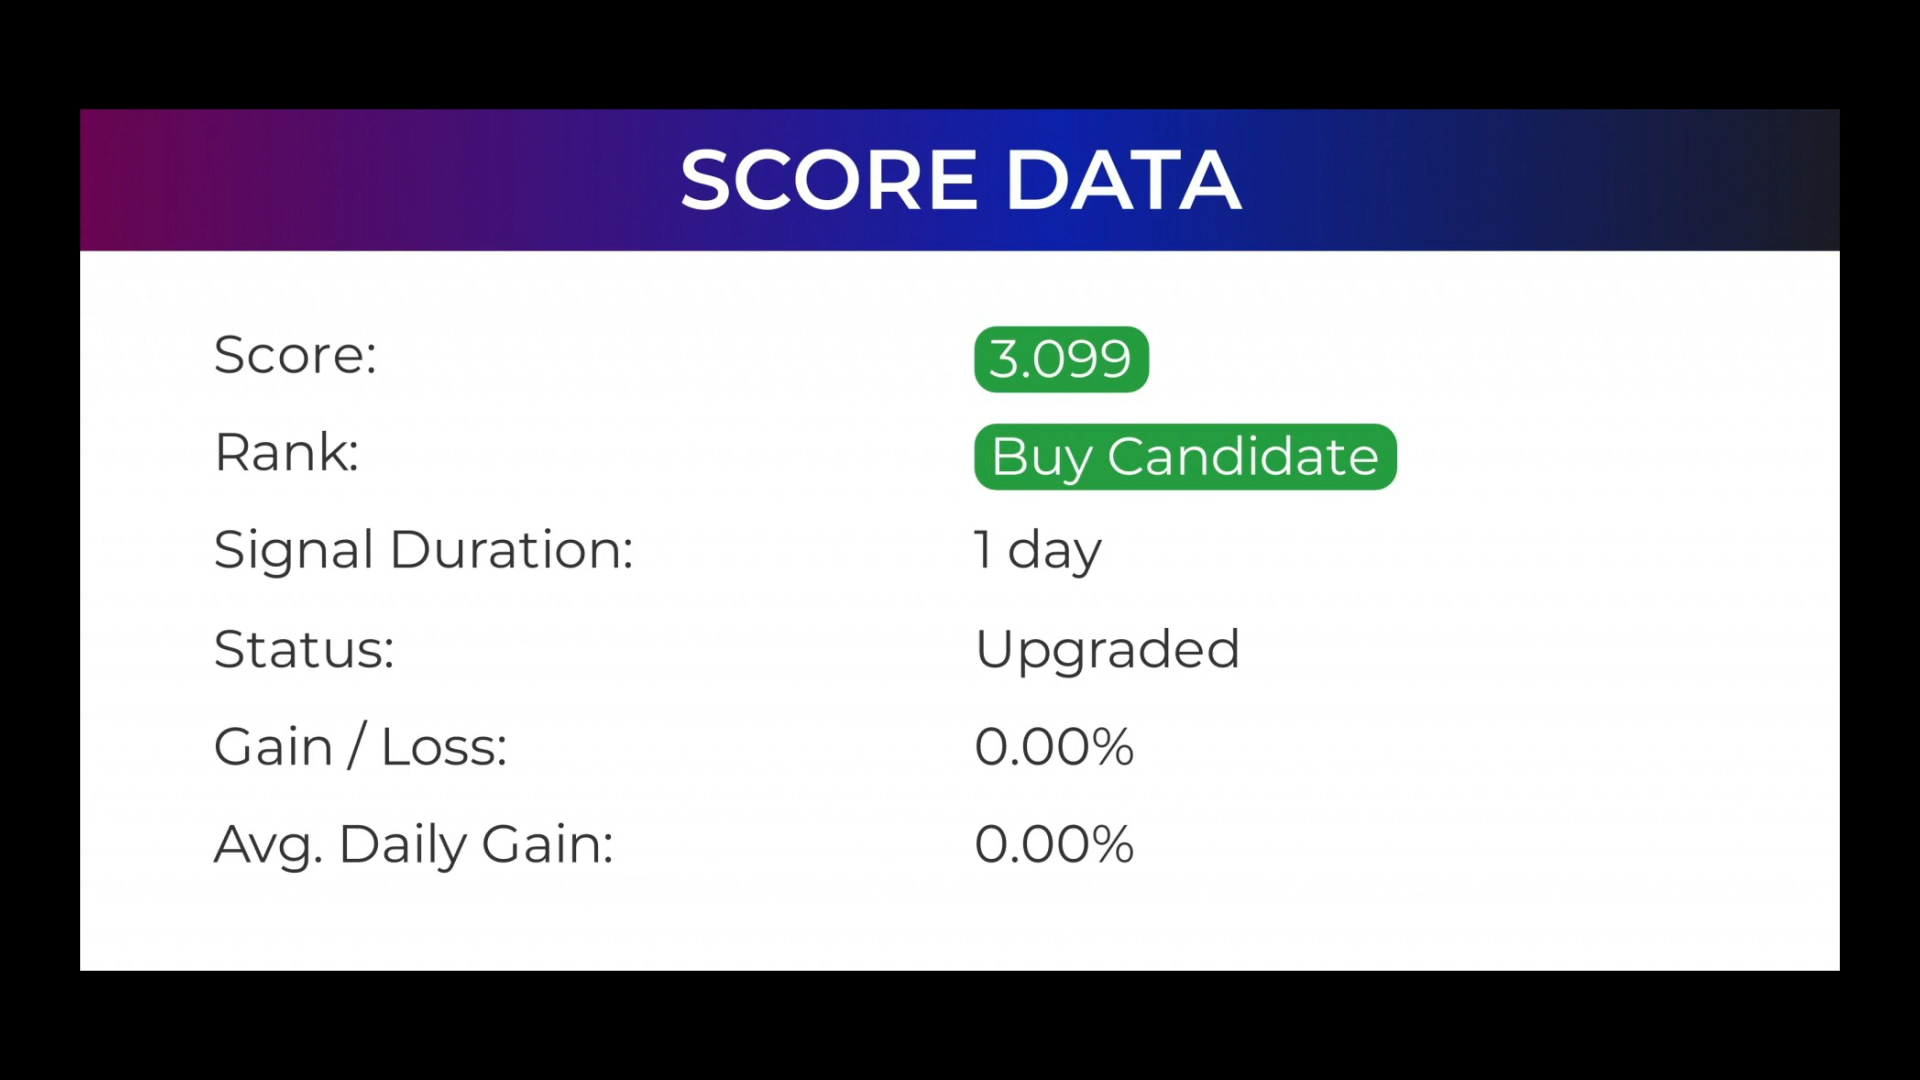 SCORE DATA
Score: 3.099
Rank: Buy Candidate
Signal Duration: 1 day
Status: Upgraded
Gain / Loss: 0.00%
Avg. Daily Gain: 0.00%